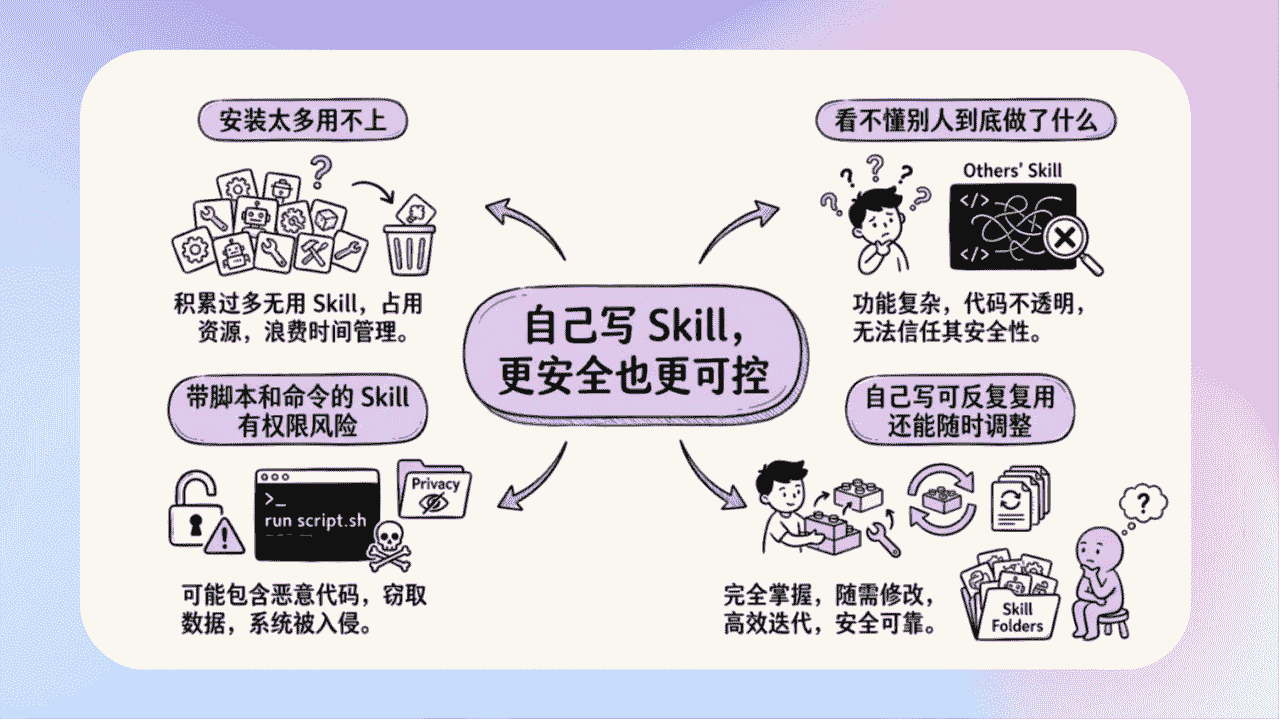 安装太多用不上
积累过多无用 Skill，占用
资源，浪费时间管理。
看不懂别人到底做了什么
Others' Skill
</>
</>
功能复杂，代码不透明，
无法信任其安全性。
自己写 Skill，
更安全也更可控
带脚本和命令的 Skill
有权限风险
>_
run script.sh
Privacy
可能包含恶意代码，窃取
数据，系统被入侵。
自己写可反复复用
还能随时调整
完全掌握，随需修改，
高效迭代，安全可靠。
Skill
Folders